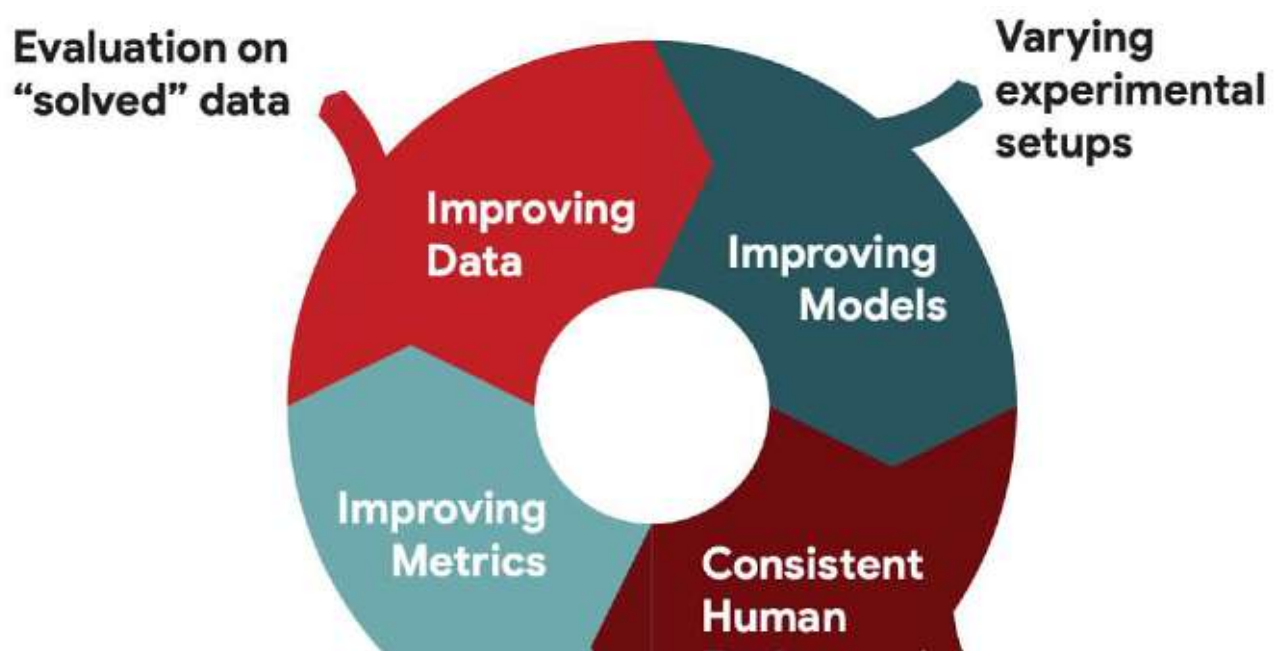 Evaluation on
“solved” data
Varying
experimental
setups
Improving
Data
Improving
Models
Improving
Metrics
Consistent
Human